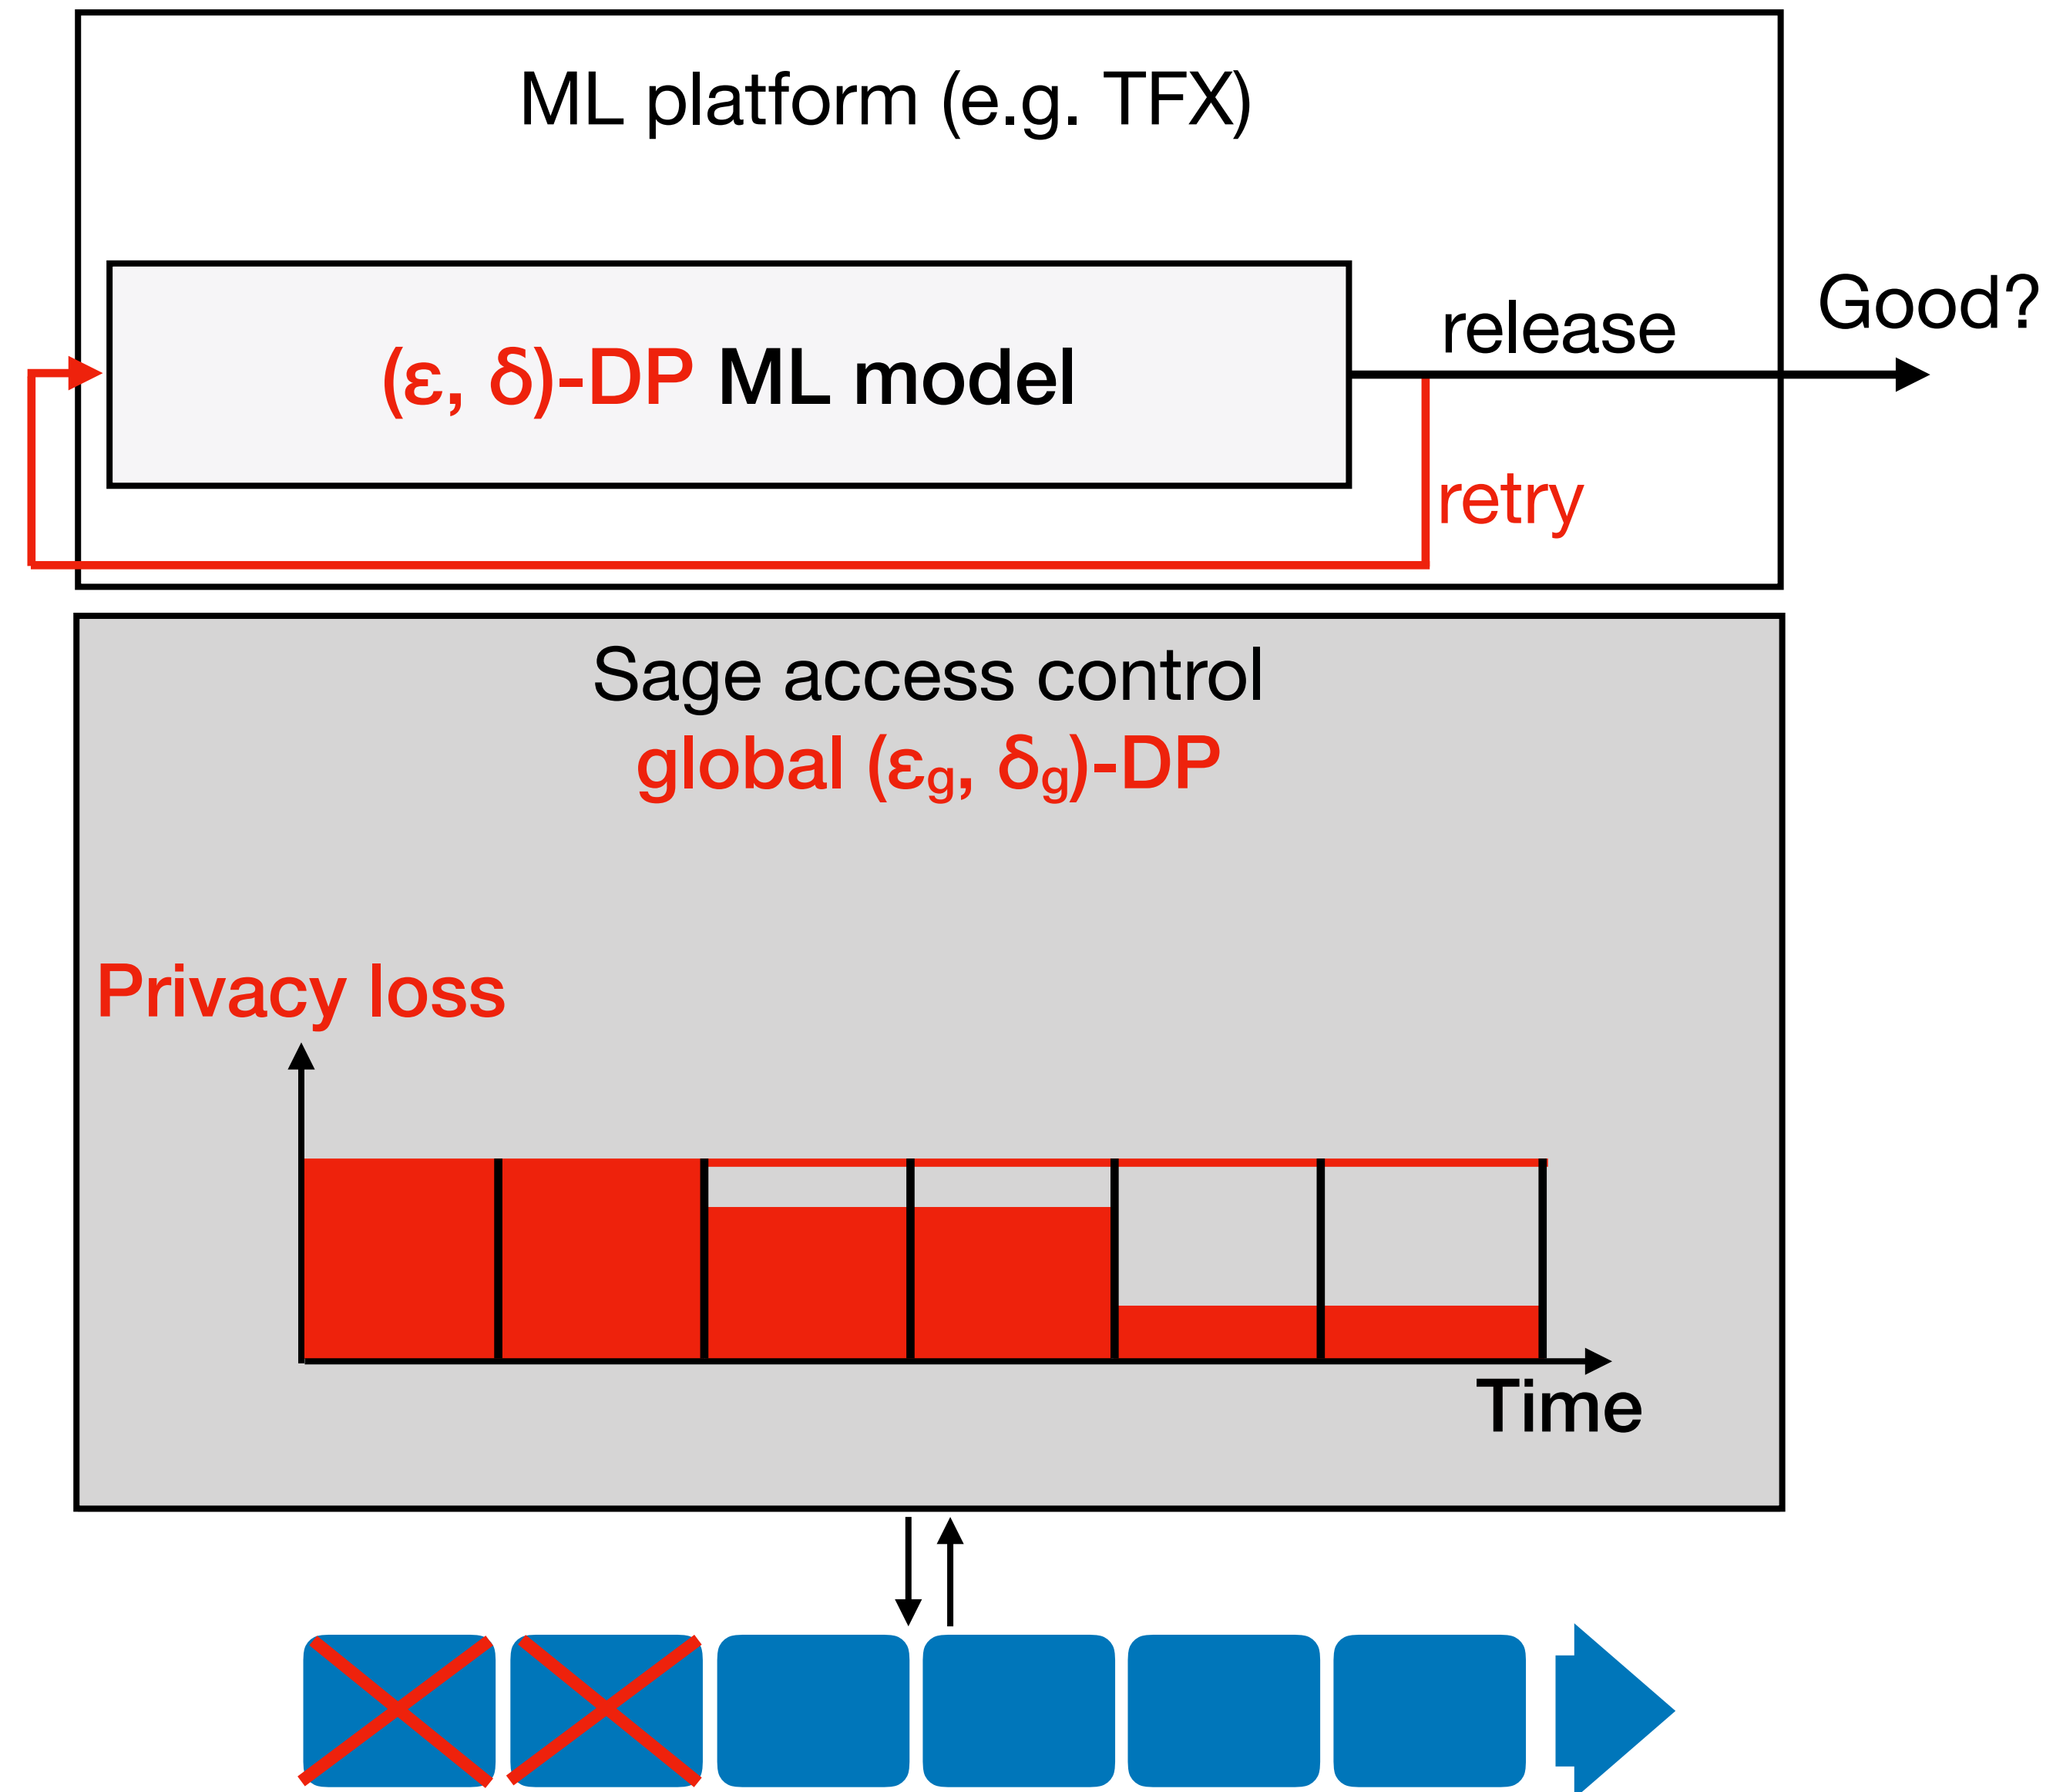 ML platform (e.g. TFX)
Good?
release
(ε, δ)-DP ML model
retry
Sage access control
global (εg, δg)-DP
Privacy loss
Time